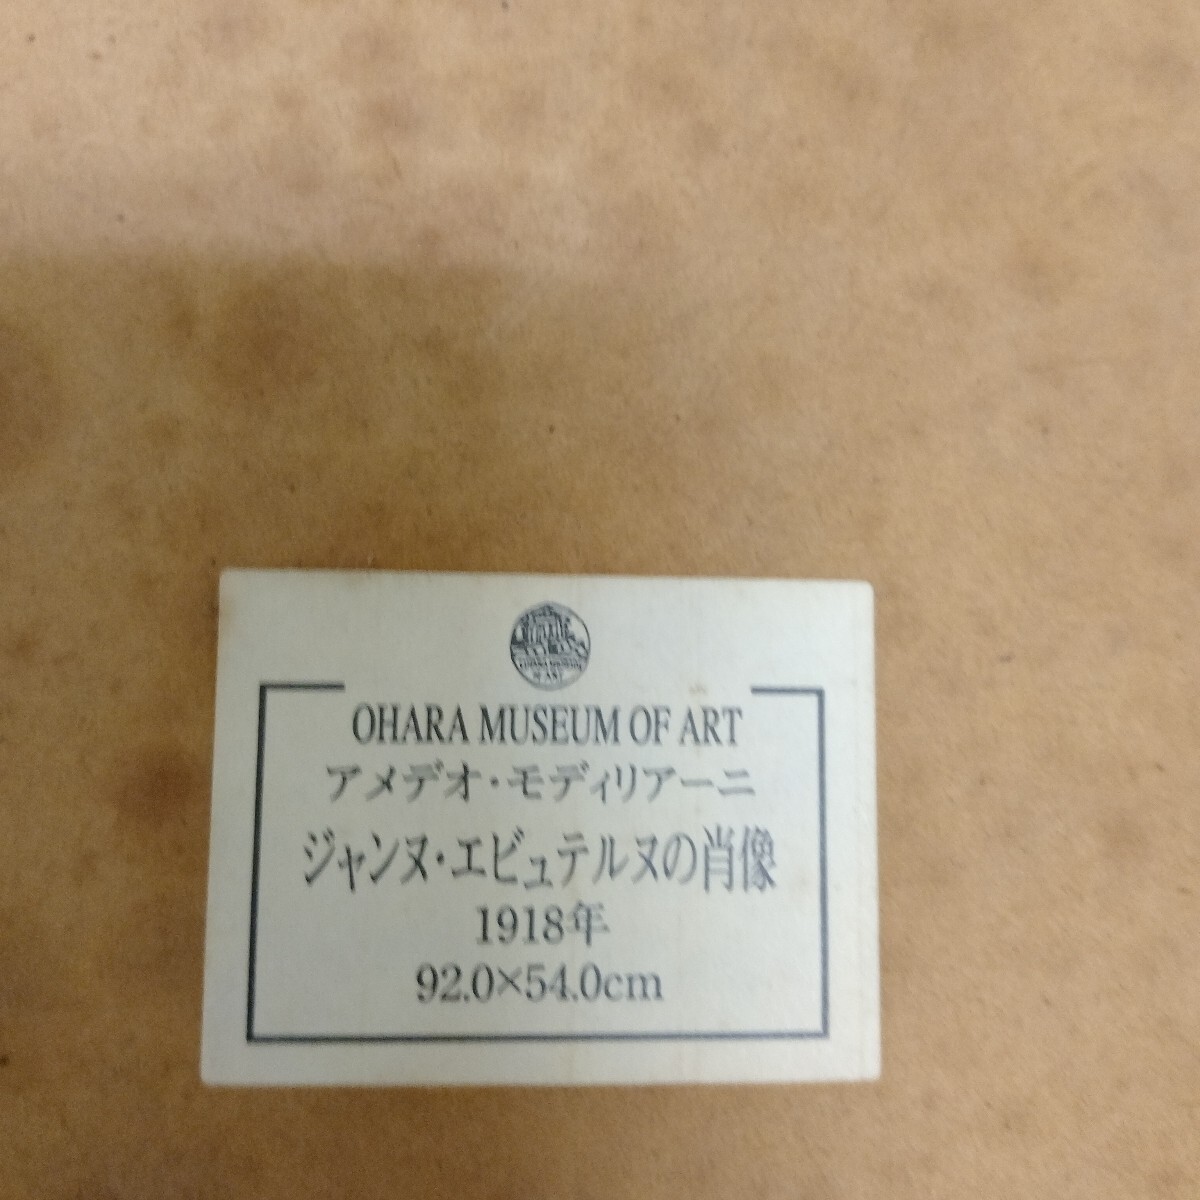 OHARA MUSEUM OF ART
アメデオ・モディリアーニ
ジャンヌ・エビュテルヌの肖像
1918年
92.0×54.0cm